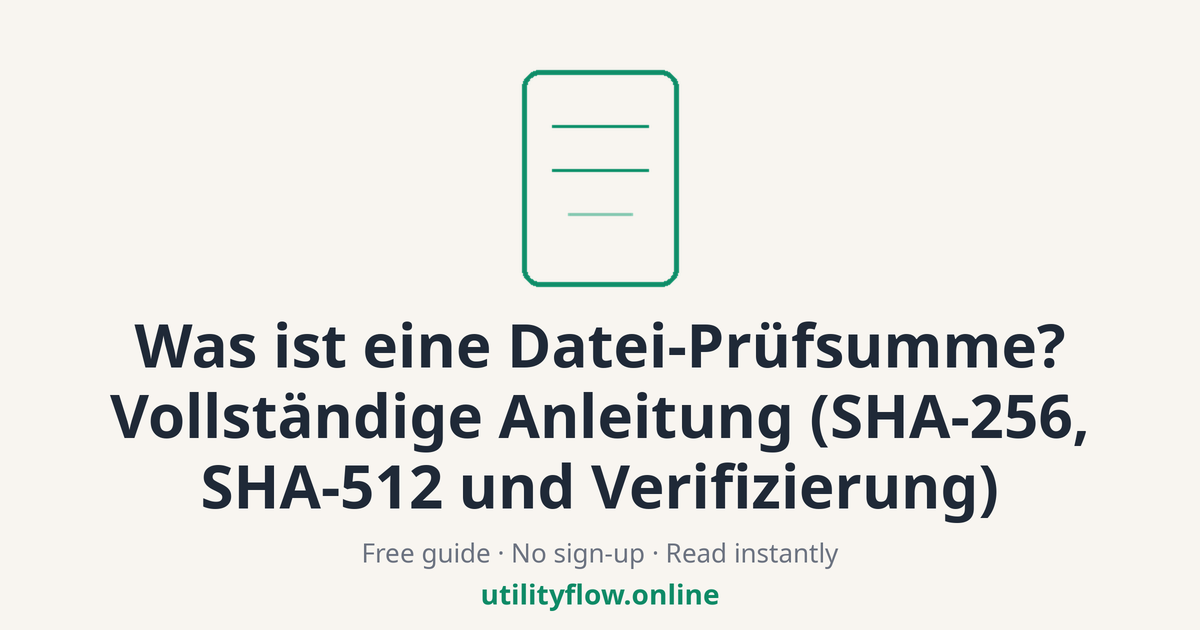 Was ist eine Datei-Prüfsumme?
Vollständige Anleitung (SHA-256,
SHA-512 und Verifizierung)
Free guide · No sign-up · Read instantly
utilityflow.online